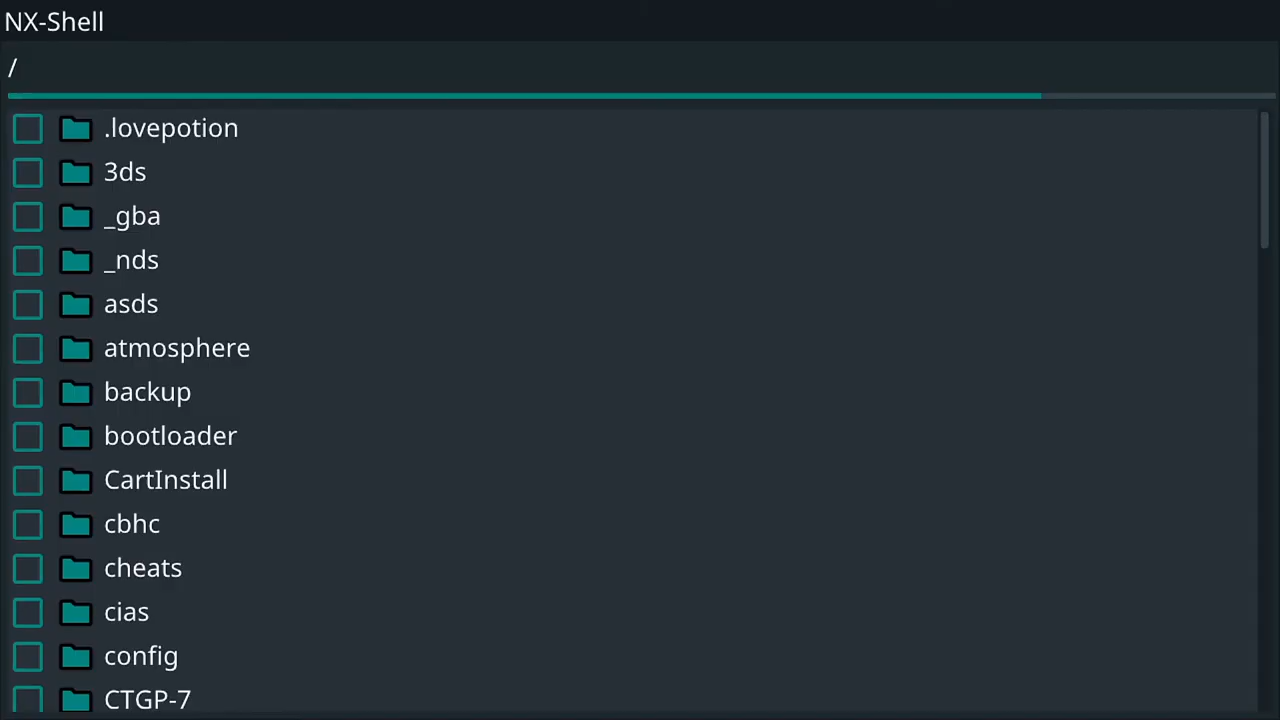 NX-Shell
/
.lovepotion
3ds
_gba
_nds
asds
atmosphere
backup
bootloader
CartInstall
cbhc
cheats
cias
config
CTGP-7